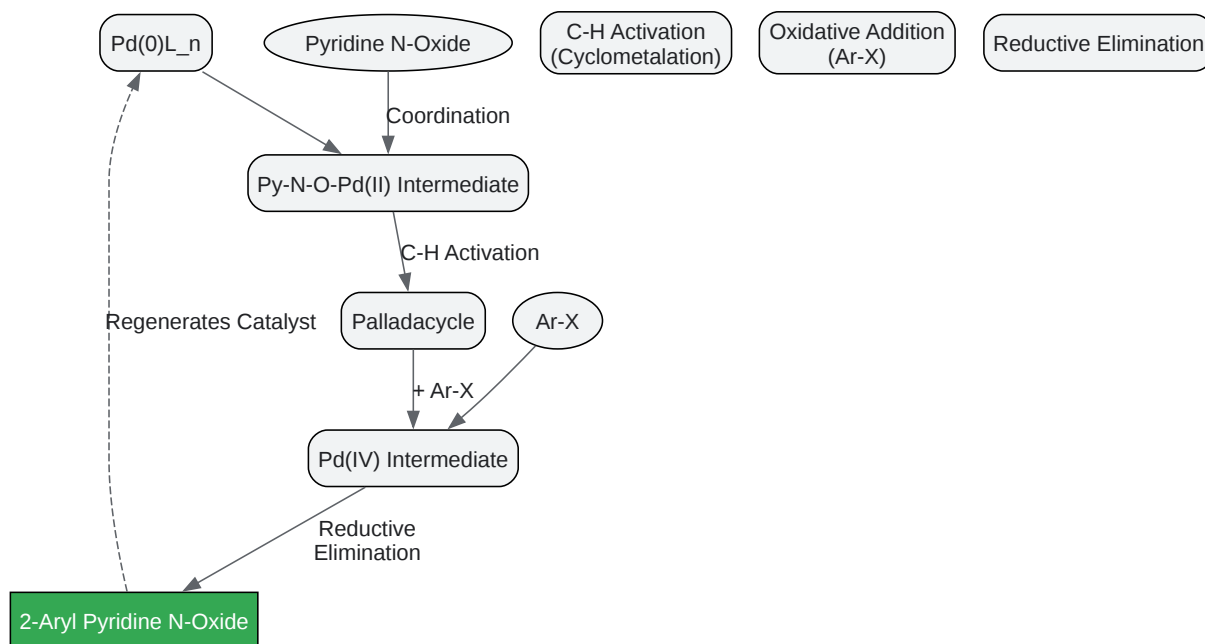 Pd(0)L_n
Pyridine N-Oxide
C-H Activation
(Cyclometalation)
Oxidative Addition
(Ar-X)
Reductive Elimination
Coordination
Py-N-O-Pd(II) Intermediate
C-H Activation
Regenerates Catalyst
Palladacycle
Ar-X
+ Ar-X
Pd(IV) Intermediate
Reductive
Elimination
2-Aryl Pyridine N-Oxide